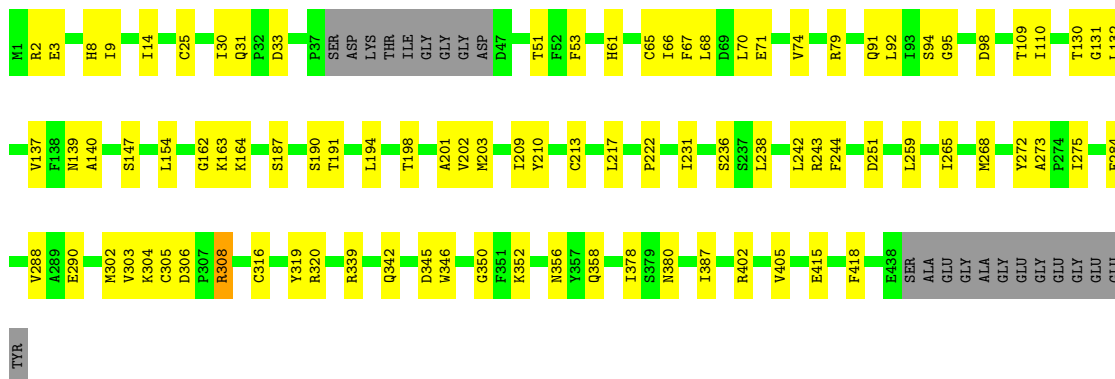 M1 R2 E3 H8 I9 I14 C25 I30 Q31 P32 D33 P37 SER ASP LYS THR ILE GLY GLY GLY ASP D47 T51 F52 F53 H61 C65 I66 F67 L68 D69 L70 E71 V74 R79 Q91 L92 I93 S94 G95 D98 T109 I110 T130 G131 L132
V137 F138 N139 A140 S147 L154 G162 K163 K164 S187 S190 T191 L194 T198 A201 V202 M203 I209 Y210 C213 L217 P222 I231 S236 S237 L238 L242 R243 F244 D251 L259 I265 M268 Y272 A273 P274 I275 E284
V288 A289 E290 M302 V303 K304 C305 D306 P307 R308 C316 Y319 R320 R339 Q342 D345 W346 G350 F351 K352 N356 Y357 Q358 I378 S379 N380 I387 R402 V405 E415 F418 E438 SER ALA GLU GLY ALA GLY GLU GLY GLU GLY GLU GLU
TYR